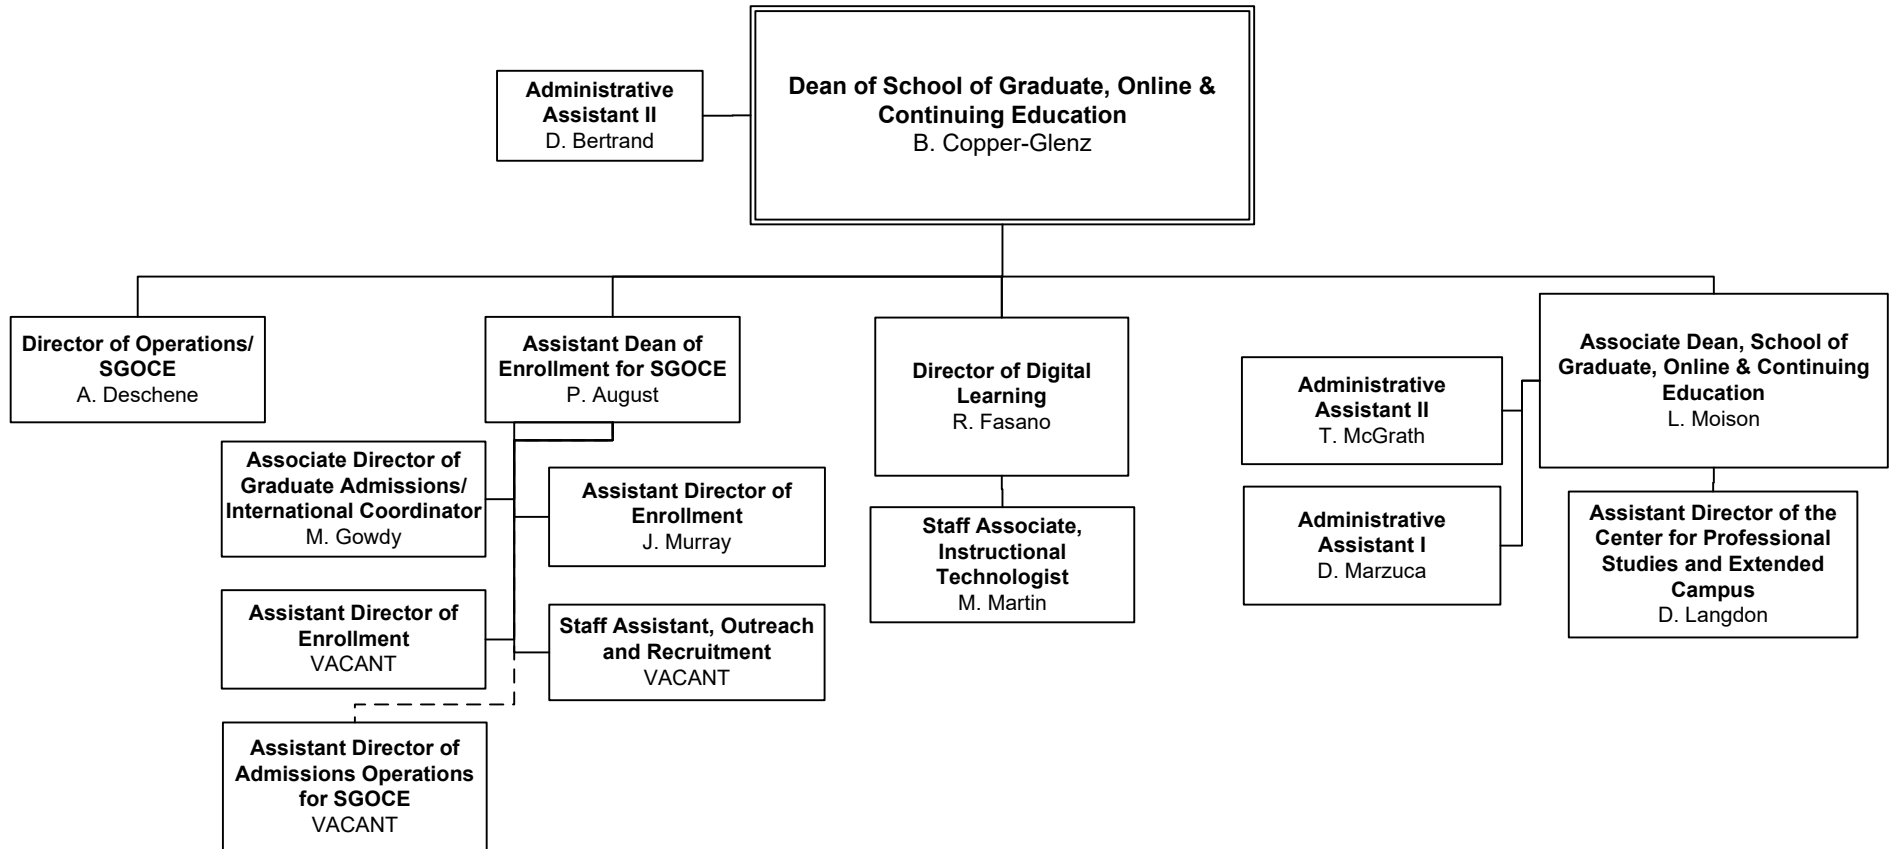 Administrative
Assistant II
D. Bertrand
Dean of School of Graduate, Online &
Continuing Education
B. Copper-Glenz
Director of Operations/
SGOCE
A. Deschene
Assistant Dean of
Enrollment for SGOCE
P. August
Director of Digital
Learning
R. Fasano
Associate Dean, School of
Graduate, Online & Continuing
Education
L. Moison
Administrative
Assistant II
T. McGrath
Associate Director of
Graduate Admissions/
International Coordinator
M. Gowdy
Assistant Director of
Enrollment
J. Murray
Staff Associate,
Instructional
Technologist
M. Martin
Administrative
Assistant I
D. Marzuca
Assistant Director of the
Center for Professional
Studies and Extended
Campus
D. Langdon
Assistant Director of
Enrollment
VACANT
Staff Assistant, Outreach
and Recruitment
VACANT
Assistant Director of
Admissions Operations
for SGOCE
VACANT